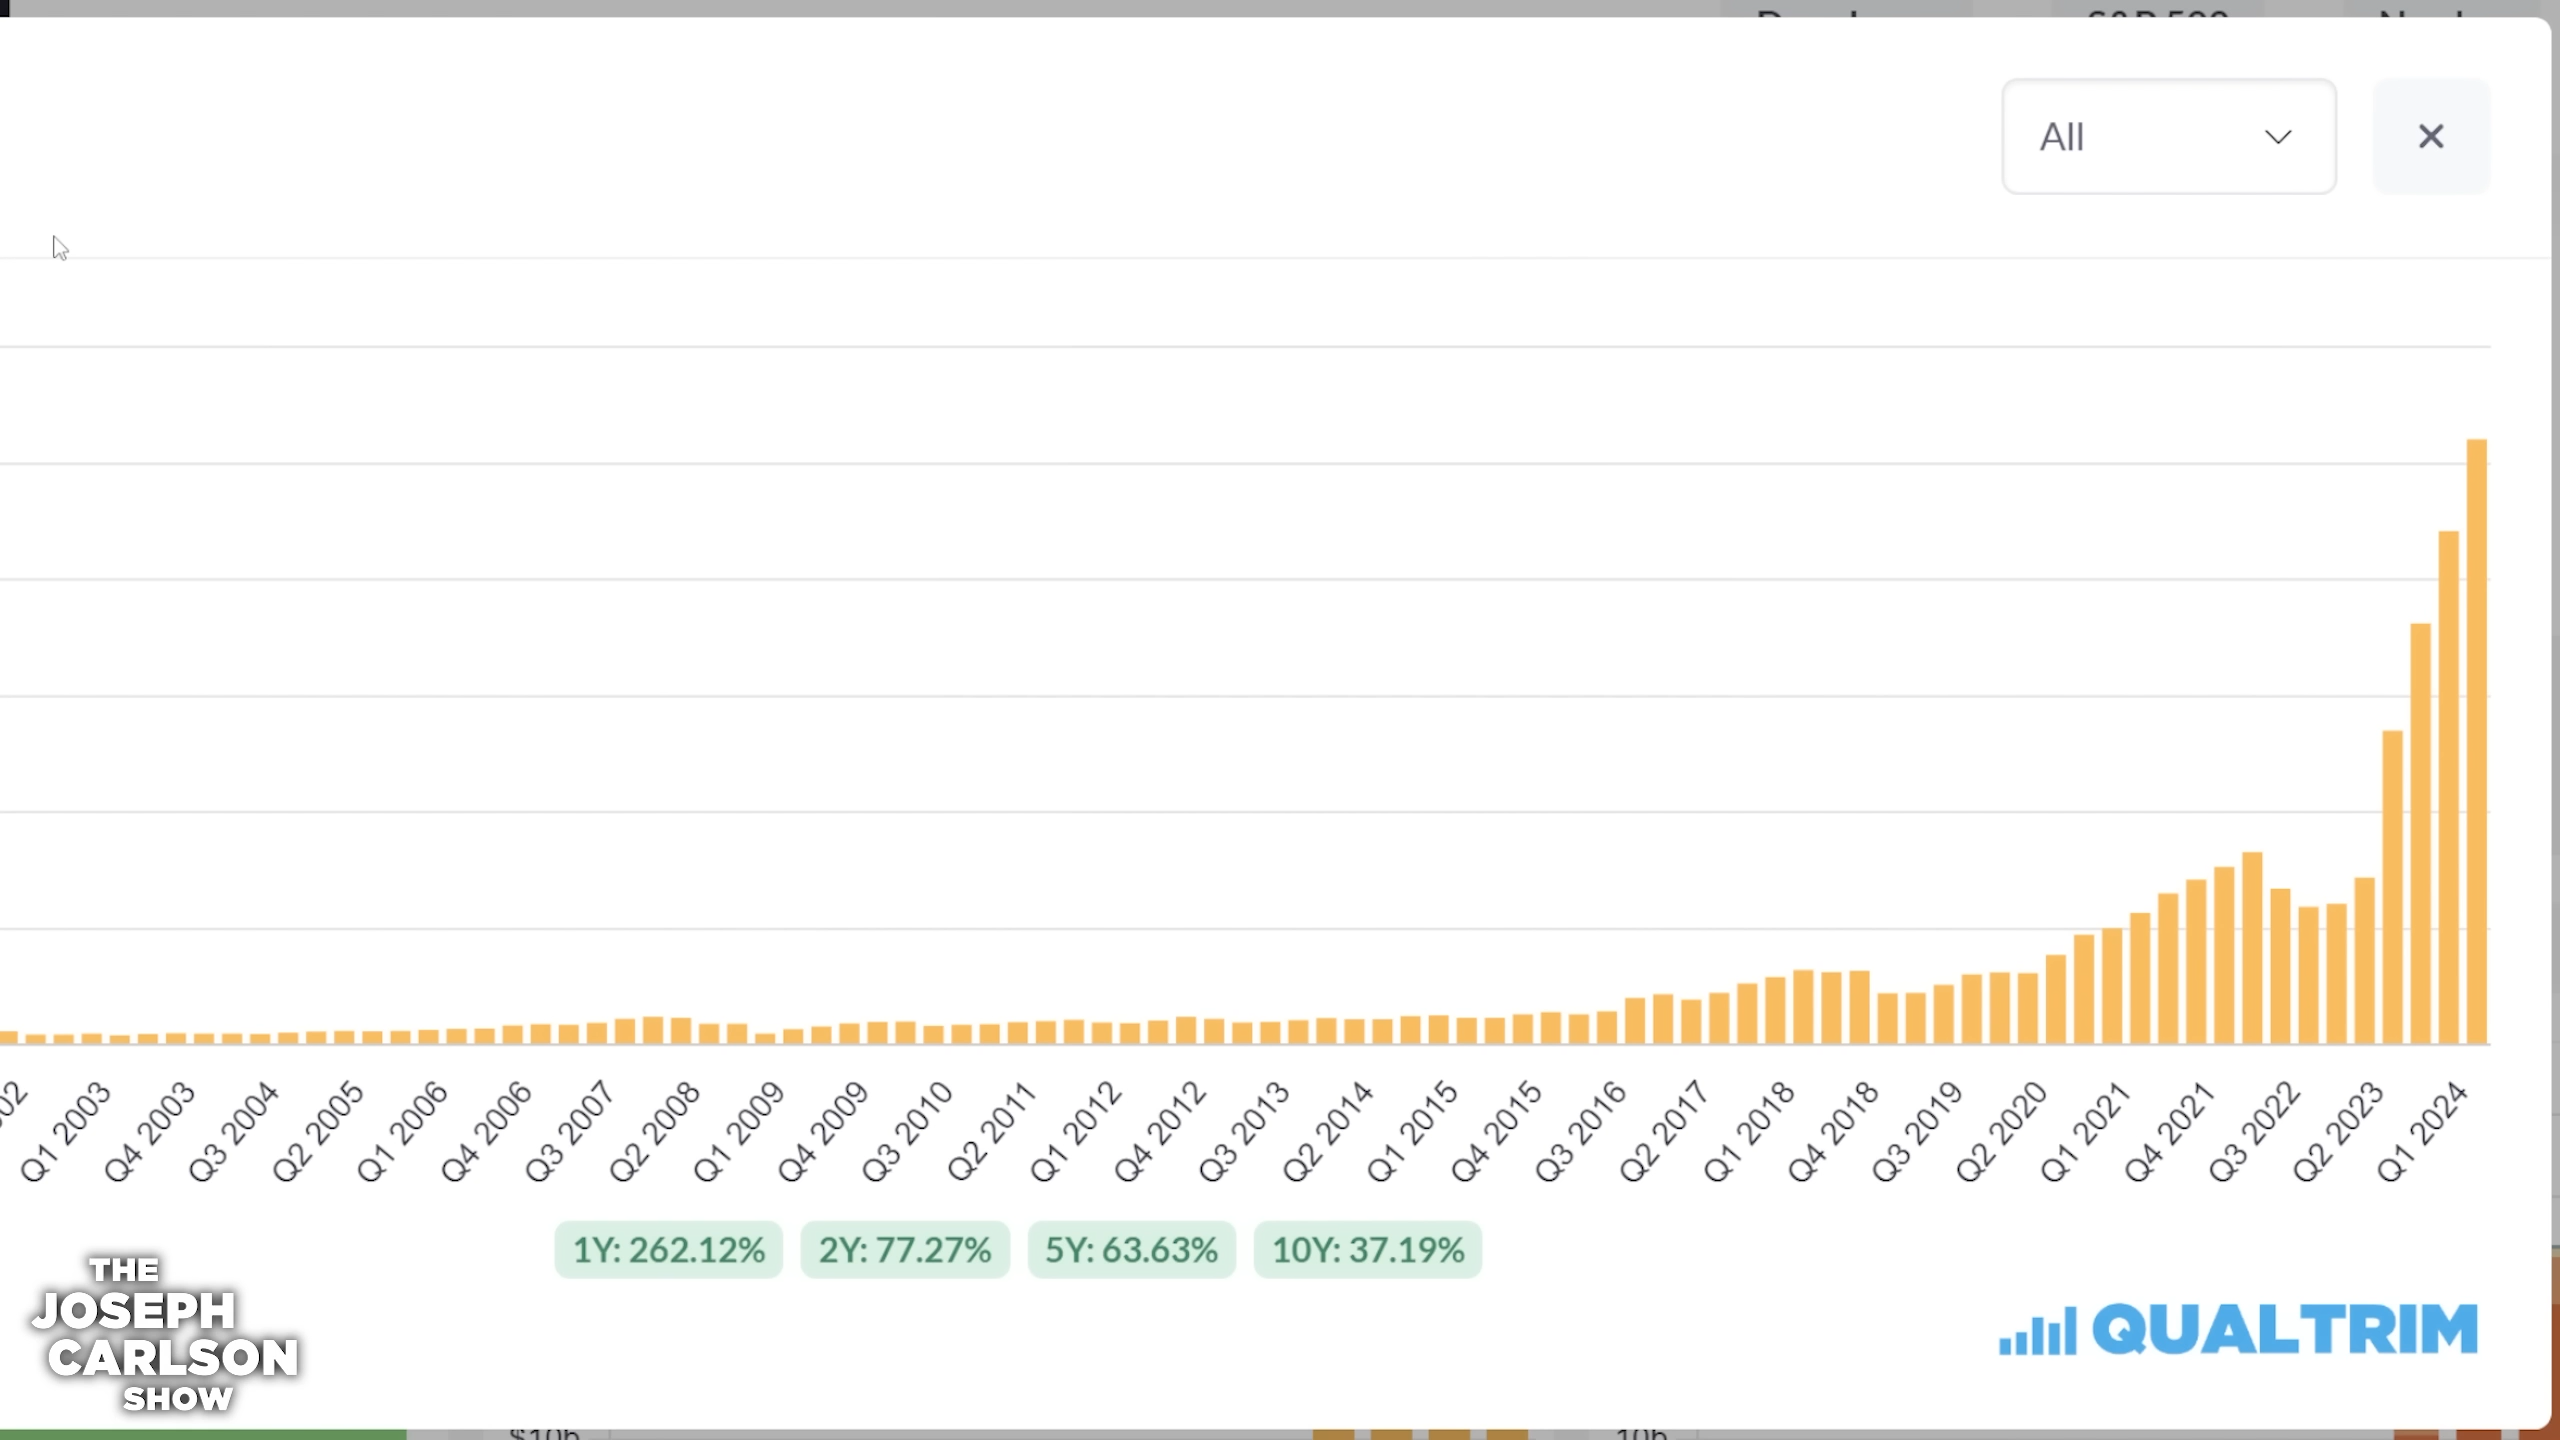 S&P 500
All
02
Q1 2003
Q4 2003
Q3 2004
Q2 2005
Q1 2006
Q4 2006
Q3 2007
Q2 2008
Q1 2009
Q4 2009
Q3 2010
Q2 2011
Q1 2012
Q4 2012
Q3 2013
Q2 2014
Q1 2015
Q4 2015
Q3 2016
Q2 2017
Q1 2018
Q4 2018
Q3 2019
Q2 2020
Q1 2021
Q4 2021
Q3 2022
Q2 2023
Q1 2024
1Y: 262.12% 2Y: 77.27% 5Y: 63.63% 10Y: 37.19%
THE
JOSEPH
CARLSON
SHOW
QUALTRIM
$10b
10b